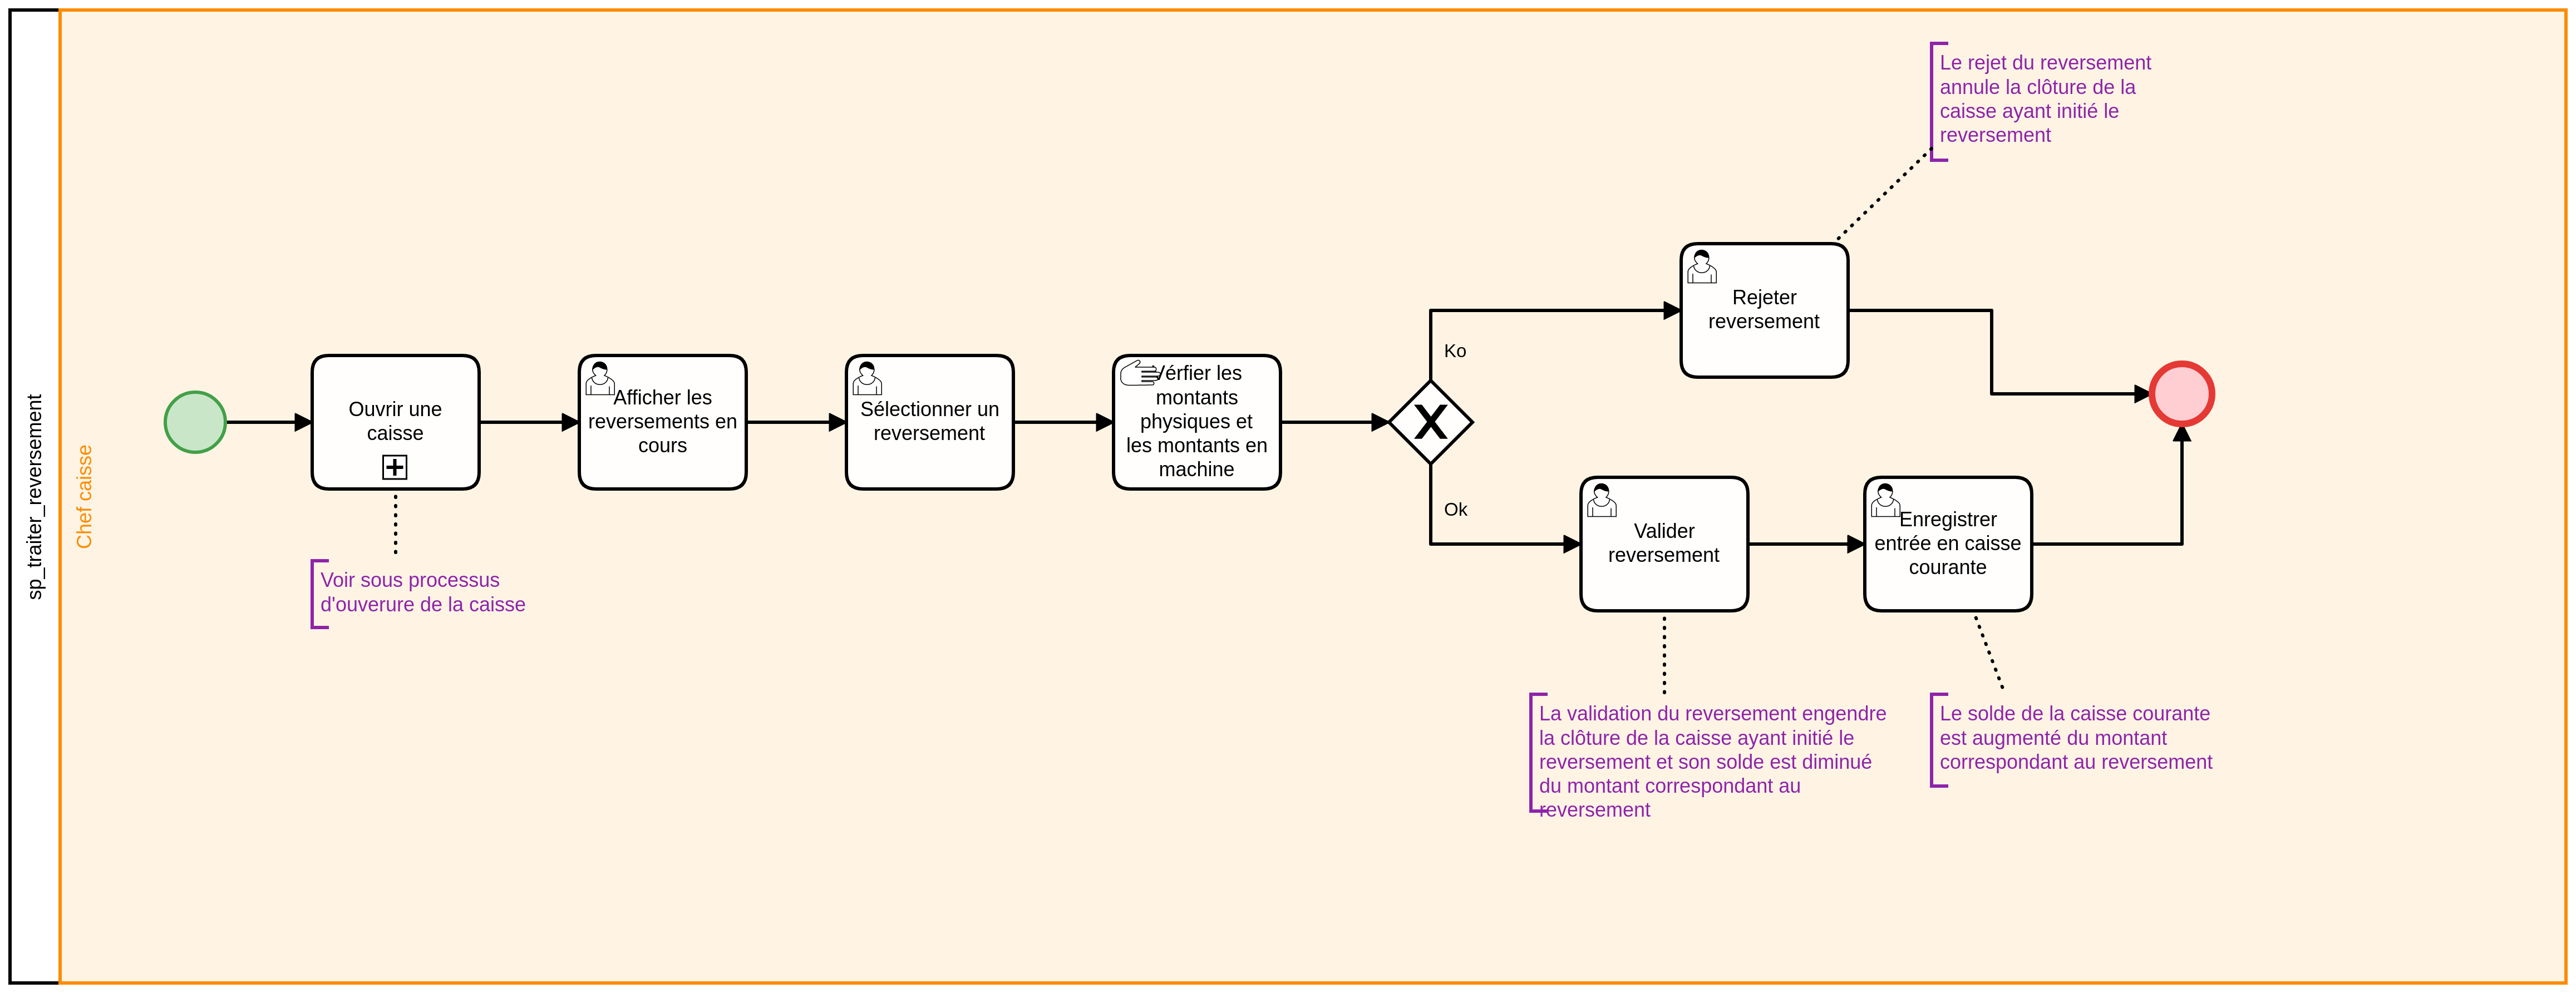 sp_traiter_reversement
Chef caisse
Ouvrir une
caisse
Voir sous processus
d'ouverure de la caisse
Afficher les
reversements en
cours
Sélectionner un
reversement
Vérfier les
montants
physiques et
les montants en
machine
Ko
Ok
Rejeter
reversement
Le rejet du reversement
annule la clôture de la
caisse ayant initié le
reversement
Valider
reversement
La validation du reversement engendre
la clôture de la caisse ayant initié le
reversement et son solde est diminué
du montant correspondant au
reversement
Enregistrer
entrée en caisse
courante
Le solde de la caisse courante
est augmenté du montant
correspondant au reversement